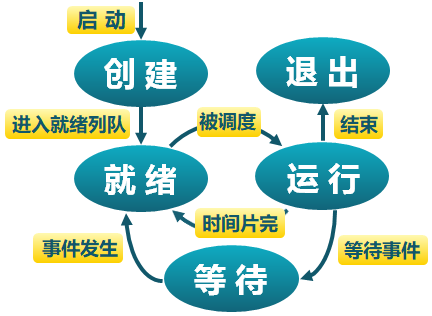 启动
创建
退出
进入就绪列队
被调度
结束
就绪
运行
时间片完
事件发生
等待事件
等待